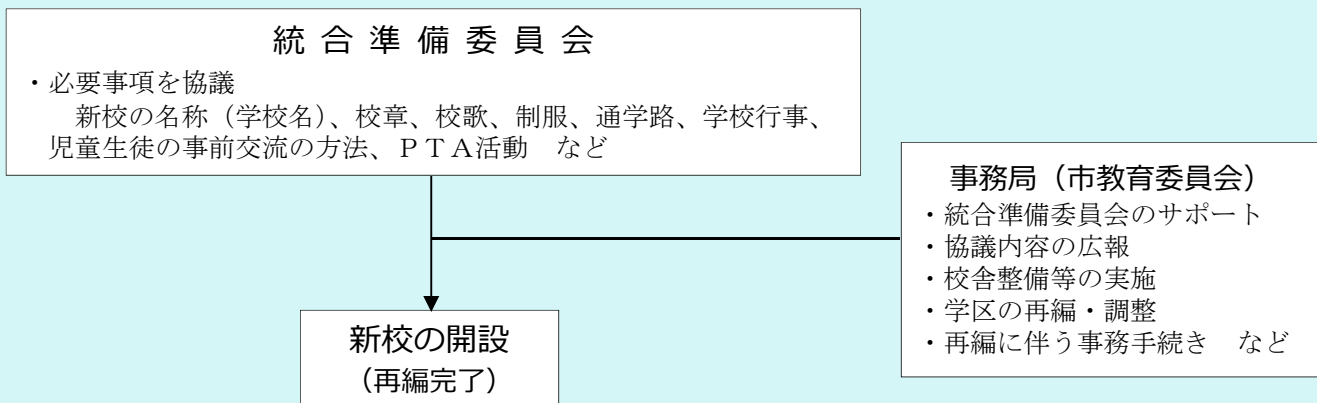 統合準備委員会
・必要事項を協議
新校の名称（学校名）、校章、校歌、制服、通学路、学校行事、
児童生徒の事前交流の方法、ＰＴＡ活動　など
事務局（市教育委員会）
・統合準備委員会のサポート
・協議内容の広報
・校舎整備等の実施
・学区の再編・調整
・再編に伴う事務手続き　など
新校の開設
（再編完了）